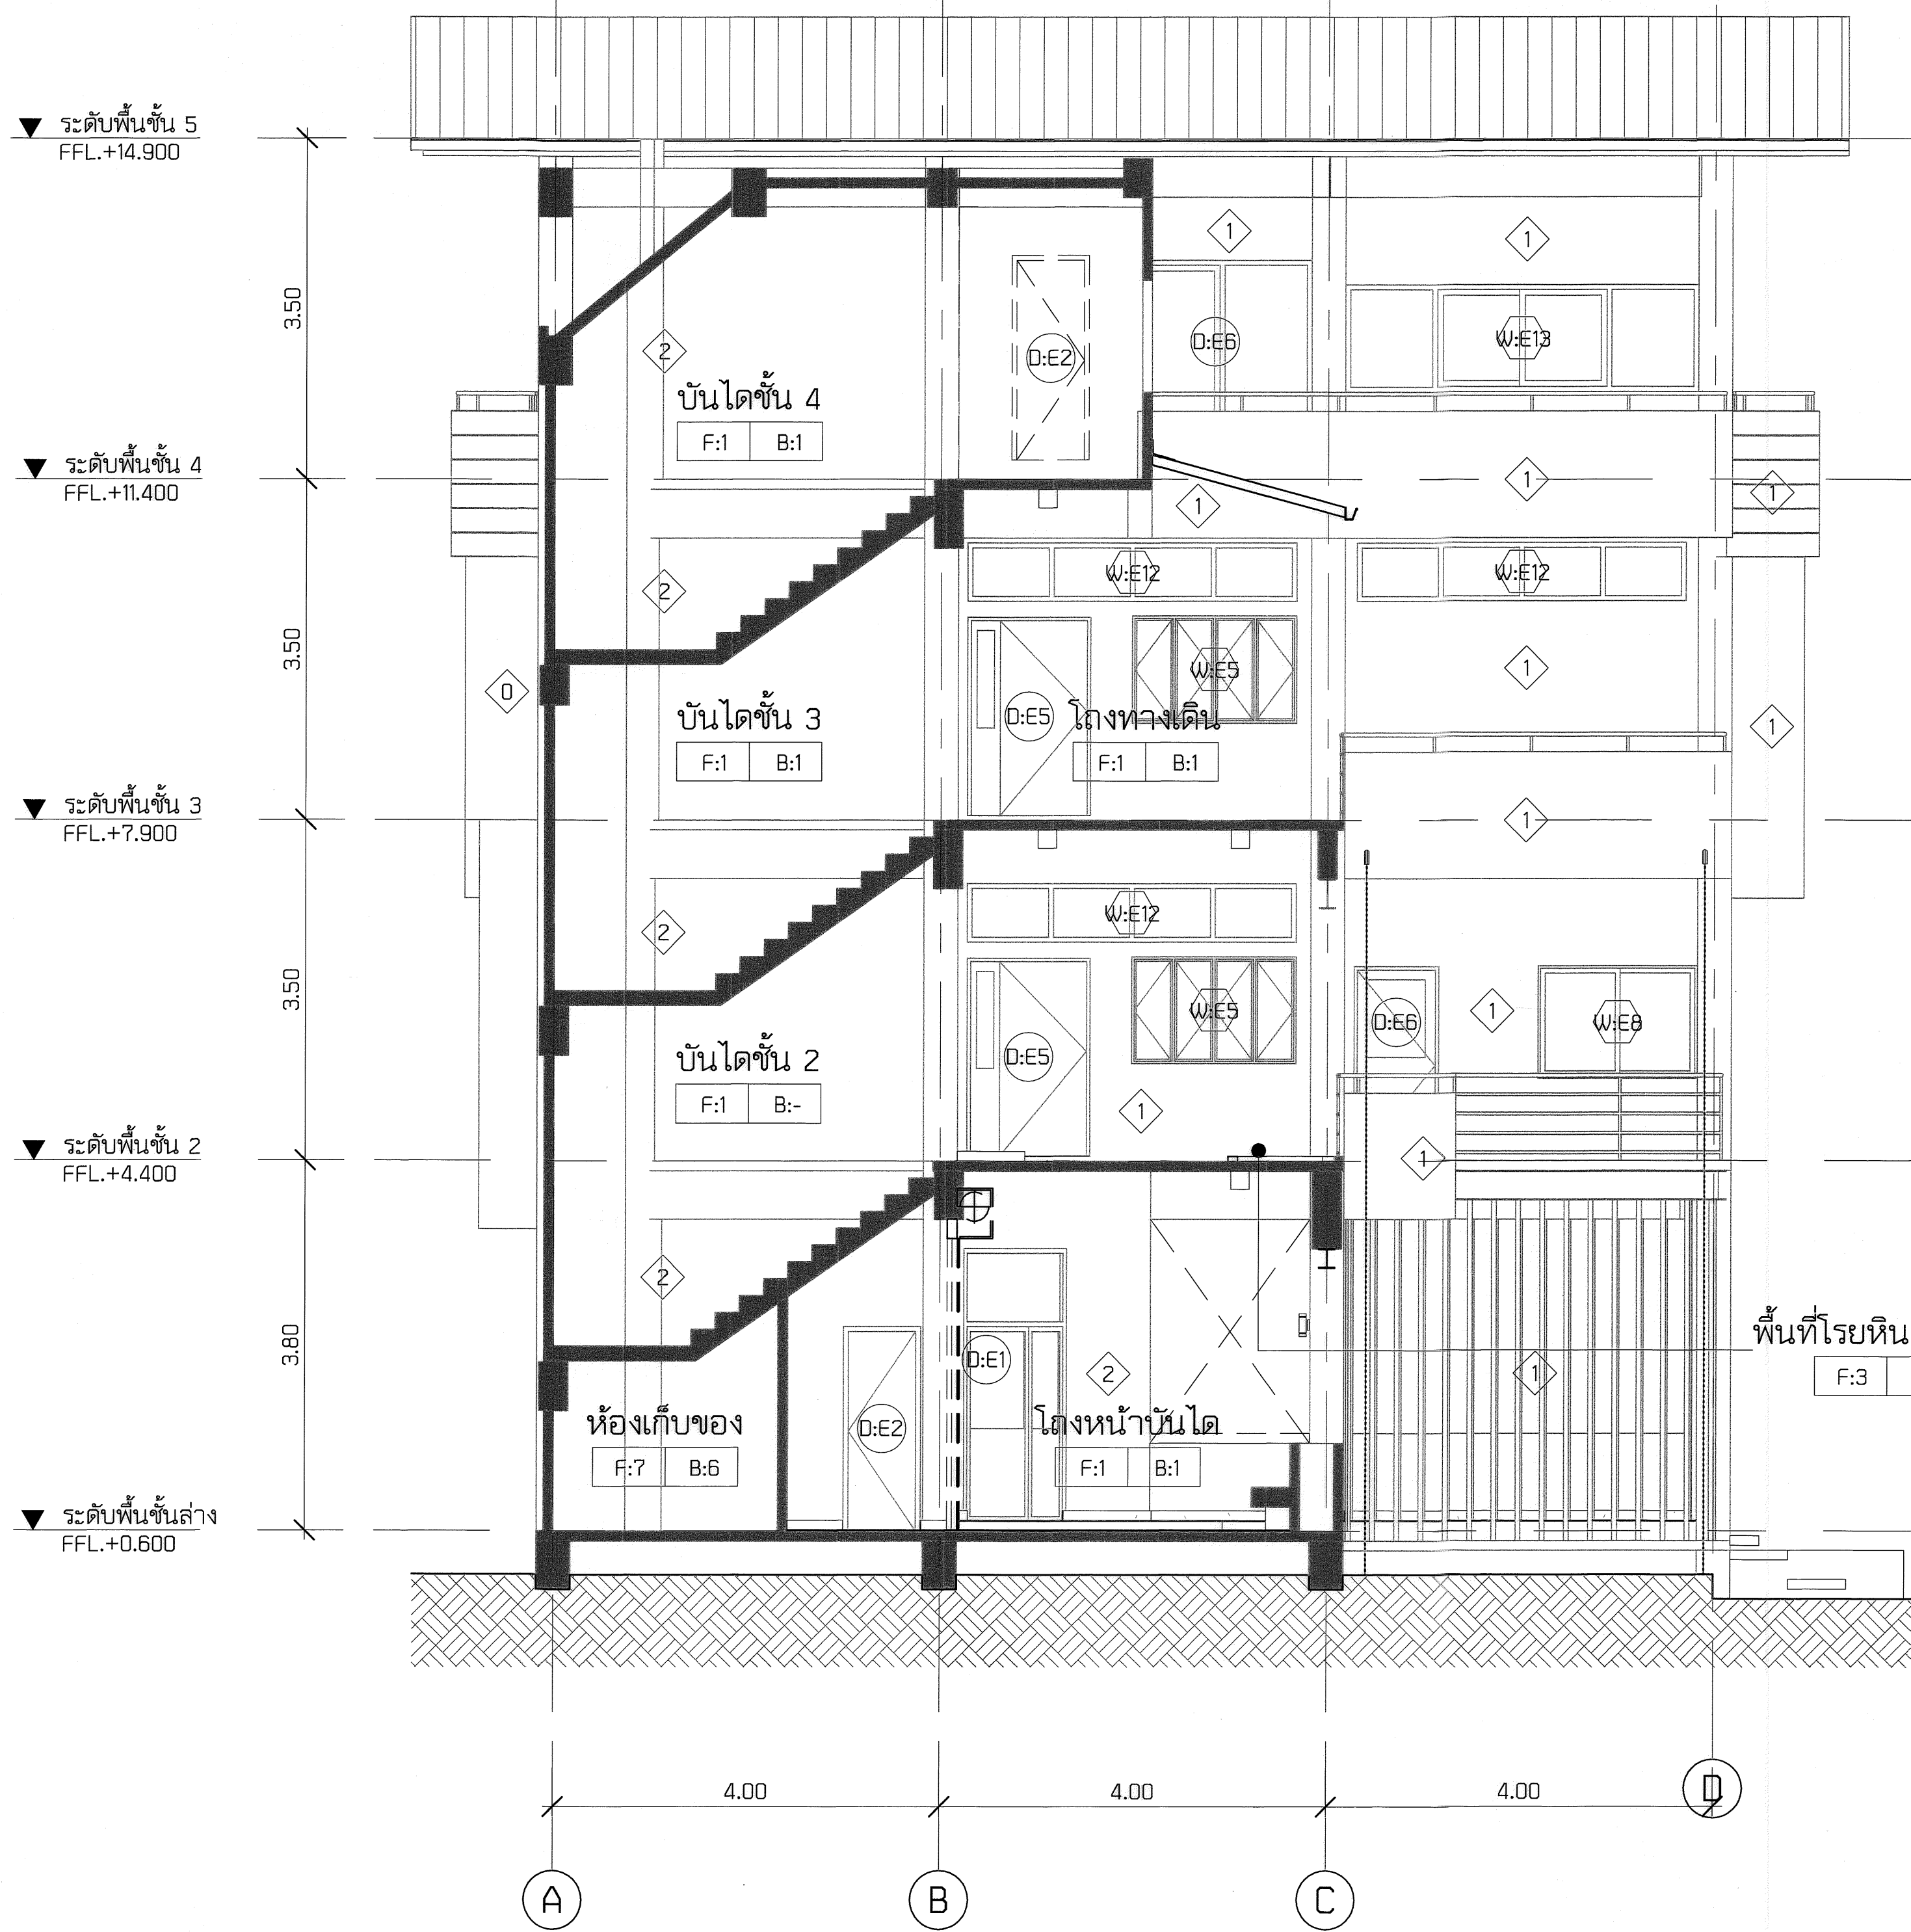 ระดับพื้นชั้น 5
FFL.+14.900
3.50
1
1
D:E2
D:E6
W:E13
2
บันไดชั้น 4
F:1 B:1
ระดับพื้นชั้น 4
FFL.+11.400
1
1
1
3.50
2
W:E12
W:E12
0
บันไดชั้น 3
F:1 B:1
D:E5
W:E5
โถงทางเดิน
F:1 B:1
1
1
ระดับพื้นชั้น 3
FFL.+7.900
1
3.50
2
W:E12
D:E5
W:E5
D:E6
1
W:E8
บันไดชั้น 2
F:1 B:-
1
ระดับพื้นชั้น 2
FFL.+4.400
1
3.80
2
D:E1
2
1
พื้นที่โรยหิน
F:3
ห้องเก็บของ
F:7 B:6
D:E2
โถงหน้าบันได
F:1 B:1
ระดับพื้นชั้นล่าง
FFL.+0.600
4.00 4.00 4.00
D
A B C